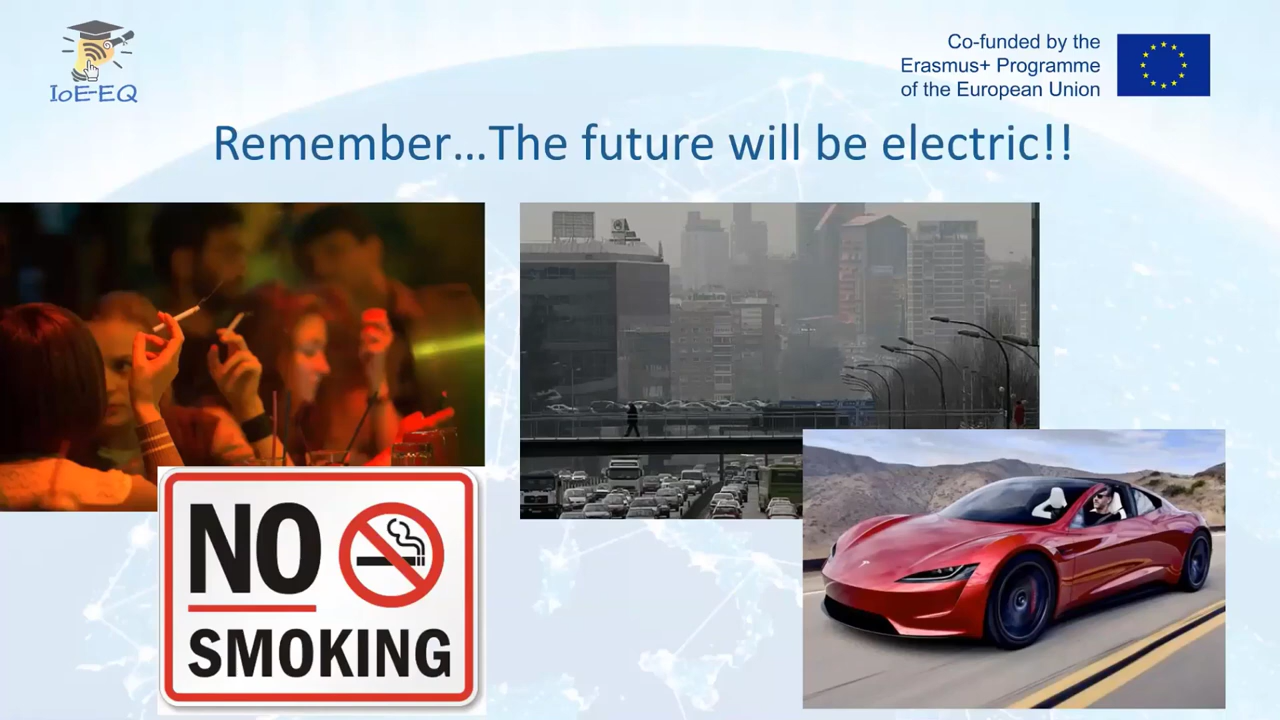 IoE-EQ
Co-funded by the
Erasmus+ Programme
of the European Union
Remember...The future will be electric!!
NO
SMOKING